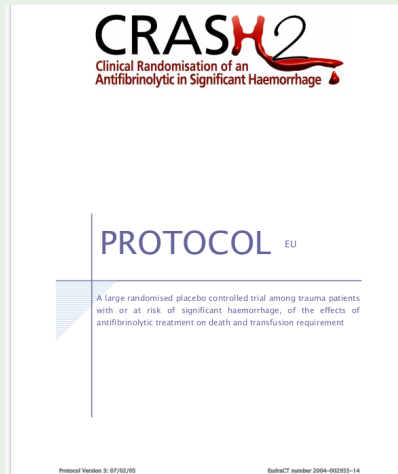 CRASH2
Clinical Randomisation of an
Antifibrinolytic in Significant Haemorrhage
PROTOCOL EU
A large randomised placebo controlled trial among trauma patients
with or at risk of significant haemorrhage, of the effects of
antifibrinolytic treatment on death and transfusion requirement
Protocol Version 3: 07/02/05 EudraCT number 2004-002955-14